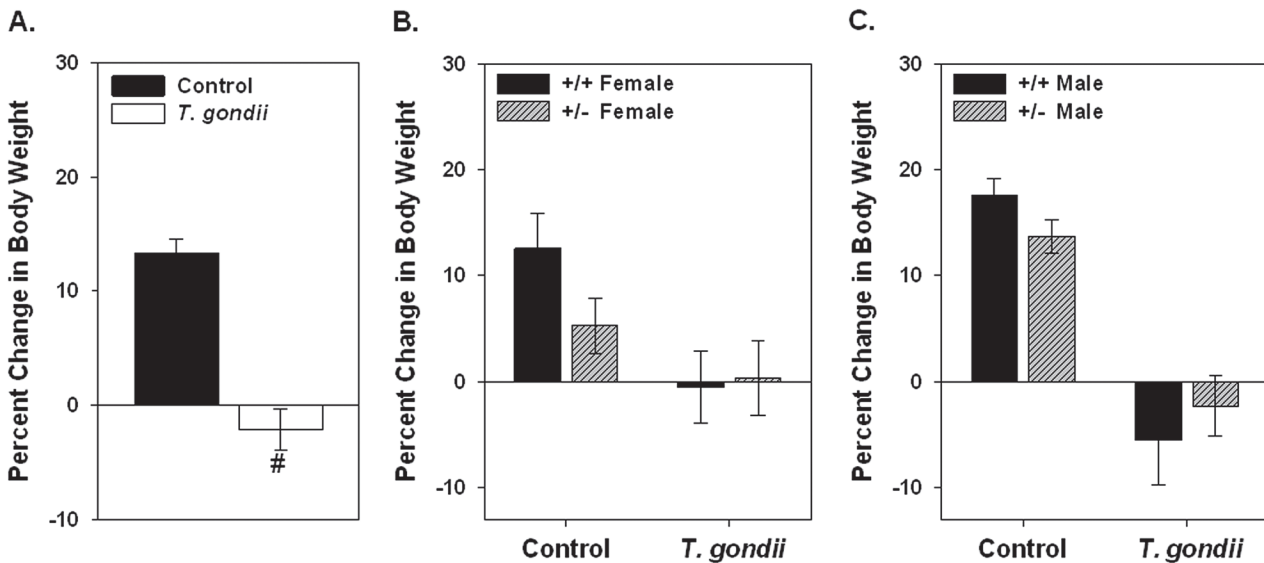 A.
Percent Change in Body Weight
30
20
10
0
-10
Control
T. gondii
#
B.
Percent Change in Body Weight
30
20
10
0
-10
+/+ Female
+/- Female
Control
T. gondii
C.
Percent Change in Body Weight
30
20
10
0
-10
+/+ Male
+/- Male
Control
T. gondii